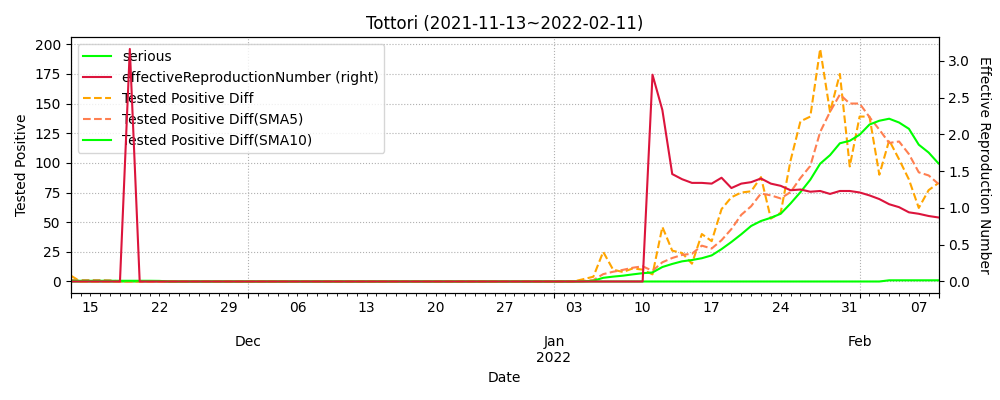 Tottori (2021-11-13~2022-02-11)
serious
effectiveReproductionNumber (right)
Tested Positive Diff
Tested Positive Diff(SMA5)
Tested Positive Diff(SMA10)
Tested Positive
200
175
150
125
100
75
50
25
0
3.0
2.5
2.0
1.5
1.0
0.5
0.0
Effective Reproduction Number
15 22 29 06 13 20 27 03 10 17 24 31 07
Dec Jan Feb
2022
Date